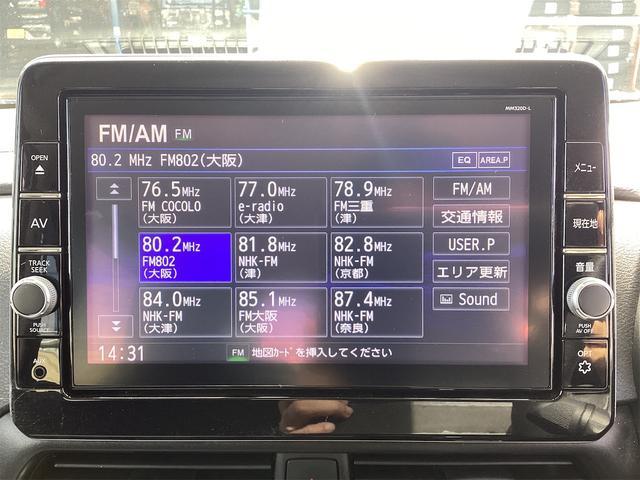 MM320D-L
OPEN
AV
TRACK
SEEK
PUSH
SOURCE
AUX
FM/AM FM
80.2 MHz FM802(大阪)
EQ AREA.P
76.5MHz
FM COCOLO
(大阪)
77.0MHz
e-radio
(大津)
78.9MHz
FM三重
(津)
80.2MHz
FM802
(大阪)
81.8MHz
NHK-FM
(津)
82.8MHz
NHK-FM
(京都)
84.0MHz
NHK-FM
(大津)
85.1MHz
FM大阪
(大阪)
87.4MHz
NHK-FM
(奈良)
FM/AM
交通情報
USER.P
エリア更新
Sound
14:31
FM 地図ｶｰﾄﾞを挿入してください
メニュー
現在地
音量
PUSH
AV OFF
OPT